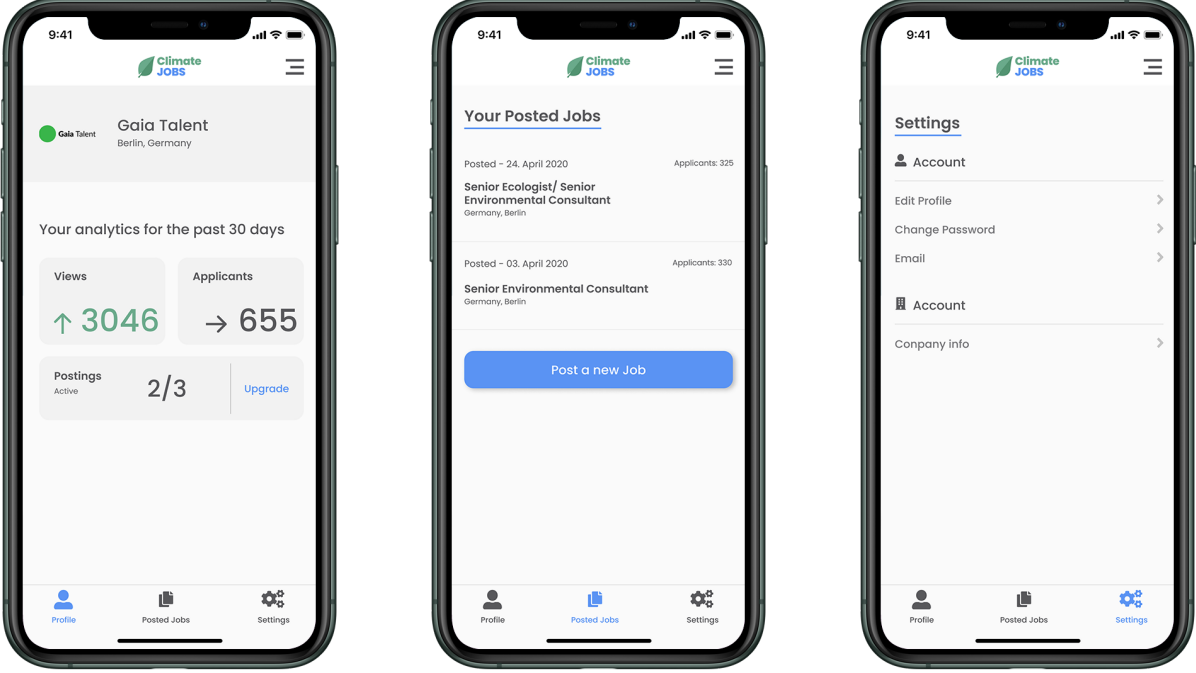 9:41
Climate
JOBS
Gaia Talent
Gaia Talent
Berlin, Germany
Your analytics for the past 30 days
Views
3046
Applicants
655
Postings
Active
2/3
Upgrade
Profile
Posted Jobs
Settings
9:41
Climate
JOBS
Your Posted Jobs
Posted - 24. April 2020
Applicants: 325
Senior Ecologist/ Senior
Environmental Consultant
Germany, Berlin
Posted - 03. April 2020
Applicants: 330
Senior Environmental Consultant
Germany, Berlin
Post a new Job
Profile
Posted Jobs
Settings
9:41
Climate
JOBS
Settings
Account
Edit Profile
Change Password
Email
Account
Conpany info
Profile
Posted Jobs
Settings